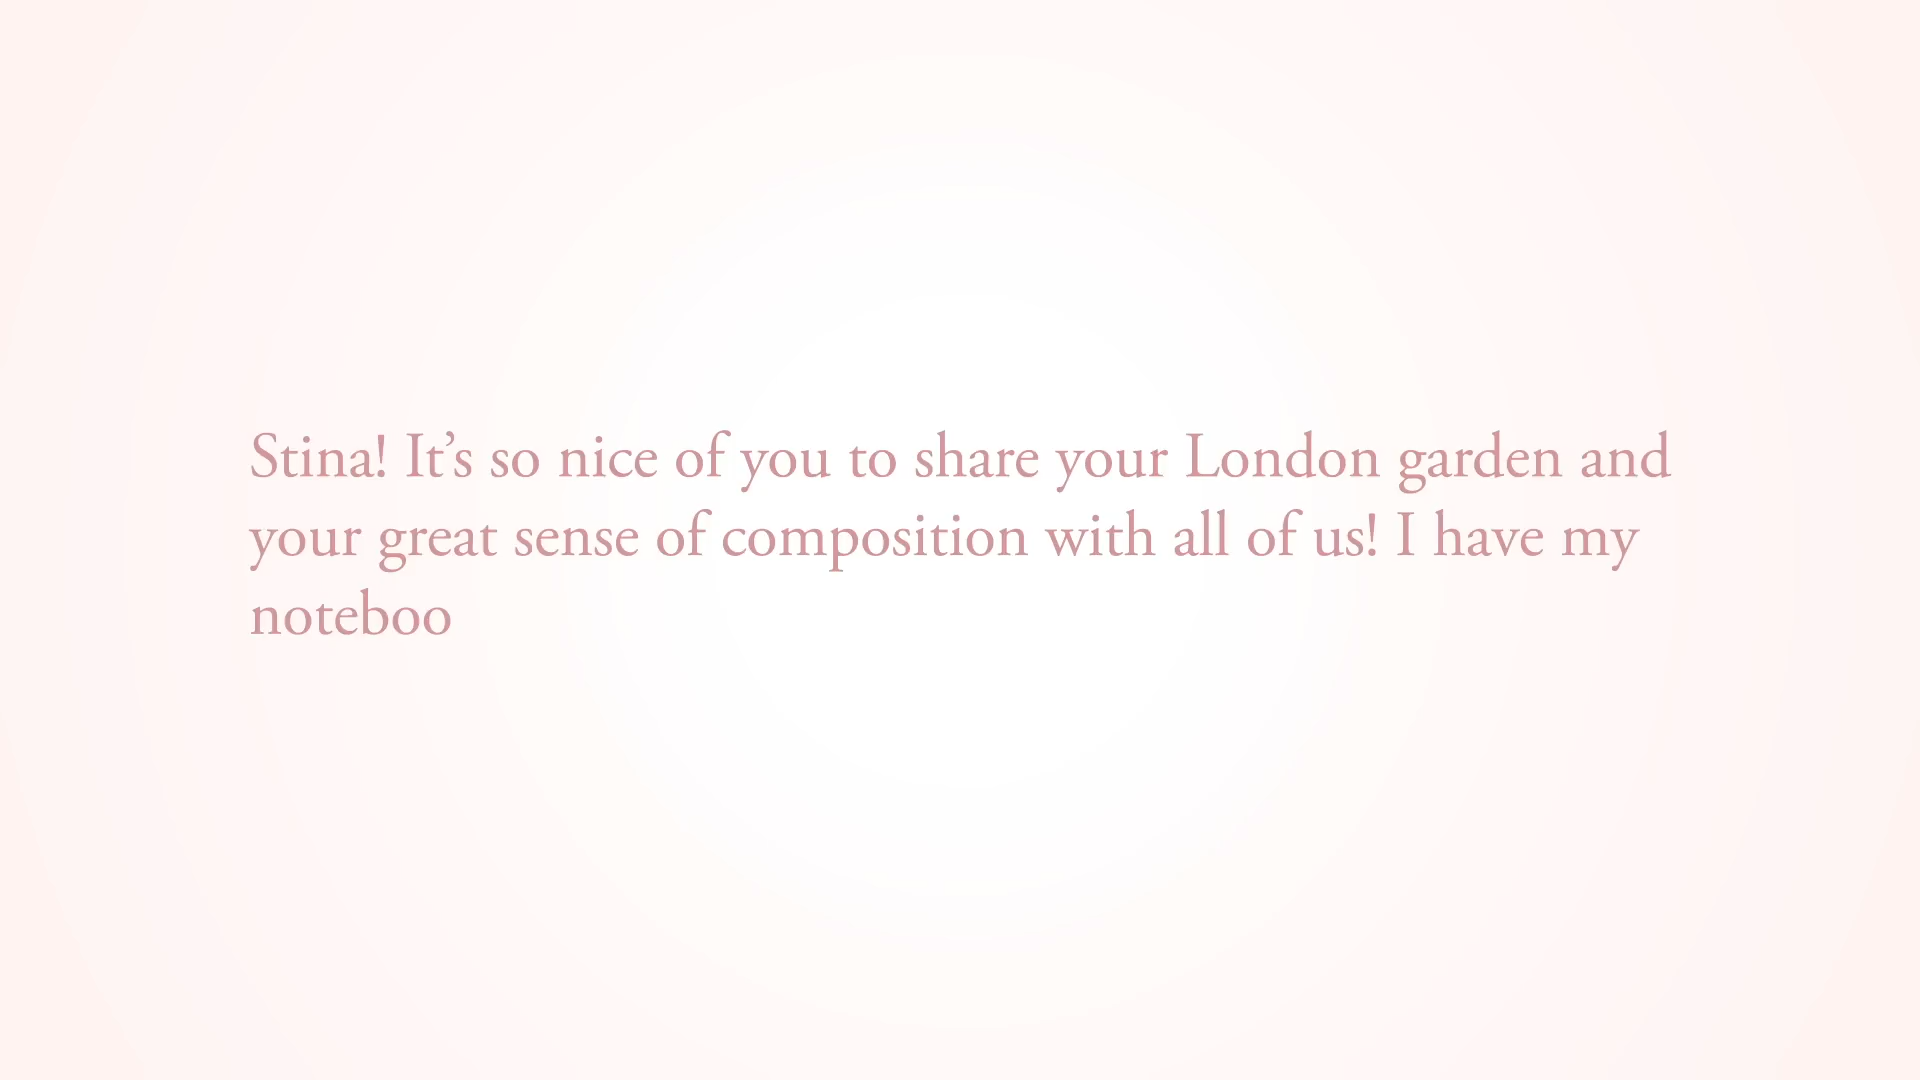 Stina! It’s so nice of you to share your London garden and
your great sense of composition with all of us! I have my
noteboo